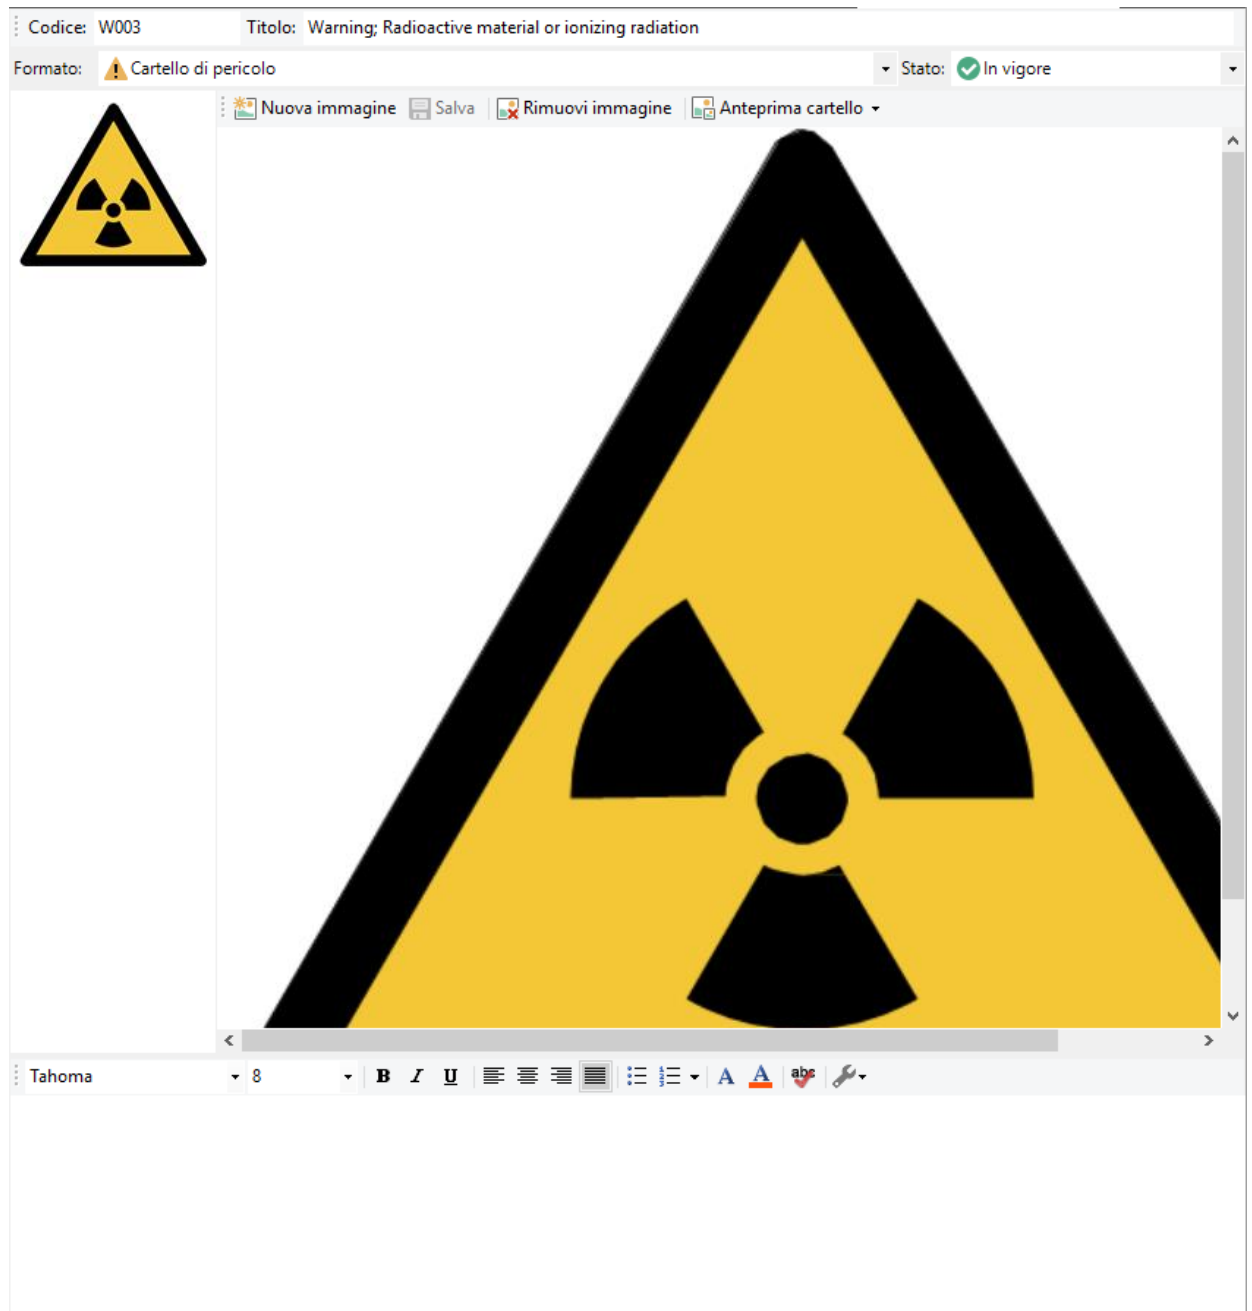 Codice: W003 Titolo: Warning; Radioactive material or ionizing radiation
Formato: Cartello di pericolo Stato: In vigore
Nuova immagine Salva Rimuovi immagine Anteprima cartello
Tahoma 8 B I U A A abc